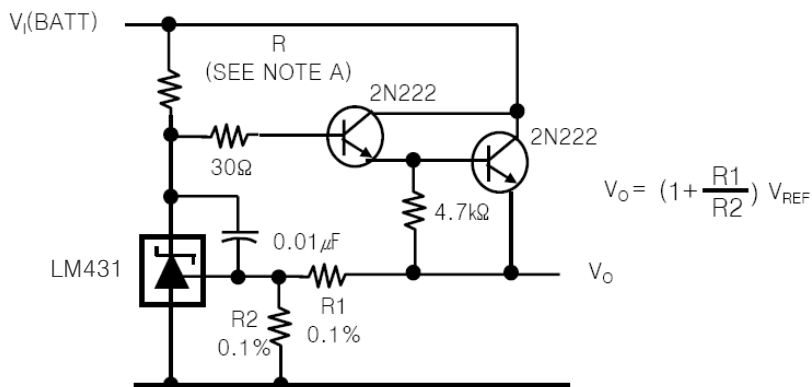 V_I(BATT)
R
(SEE NOTE A)
2N222
2N222
30Ω
4.7kΩ
V_O = (1+ R1/R2) V_REF
0.01μF
LM431
V_O
R1
0.1%
R2
0.1%